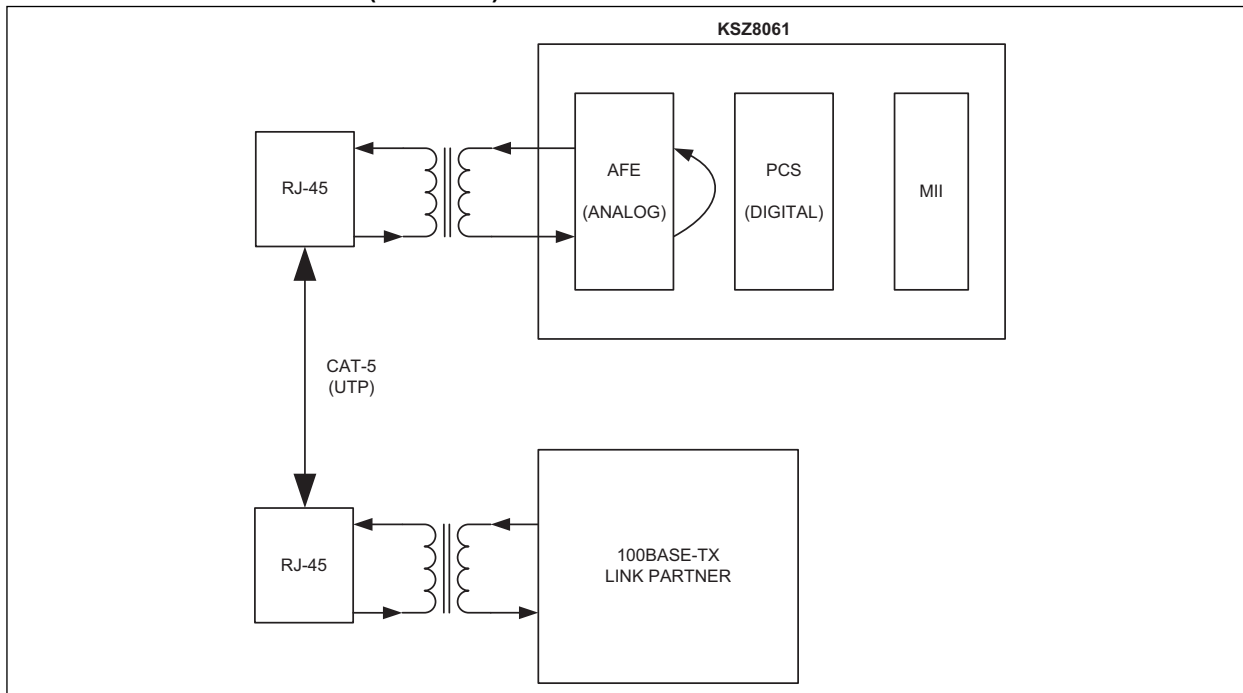 KSZ8061
AFE
(ANALOG)
PCS
(DIGITAL)
MII
RJ-45
CAT-5
(UTP)
RJ-45
100BASE-TX
LINK PARTNER